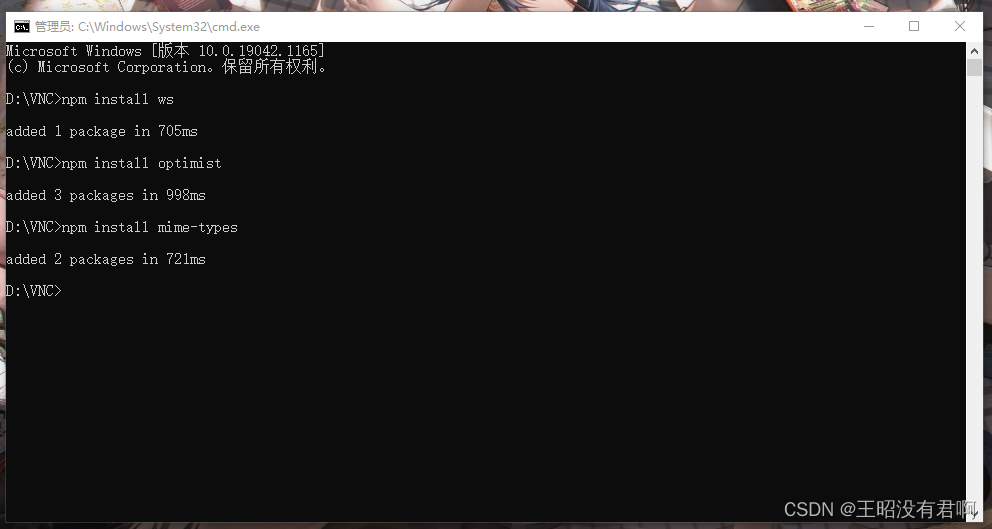 管理员: C:\Windows\System32\cmd.exe
Microsoft Windows [版本 10.0.19042.1165]
(c) Microsoft Corporation。保留所有权利。
D:\VNC>npm install ws
added 1 package in 705ms
D:\VNC>npm install optimist
added 3 packages in 998ms
D:\VNC>npm install mime-types
added 2 packages in 721ms
D:\VNC>
CSDN @王昭没有君啊